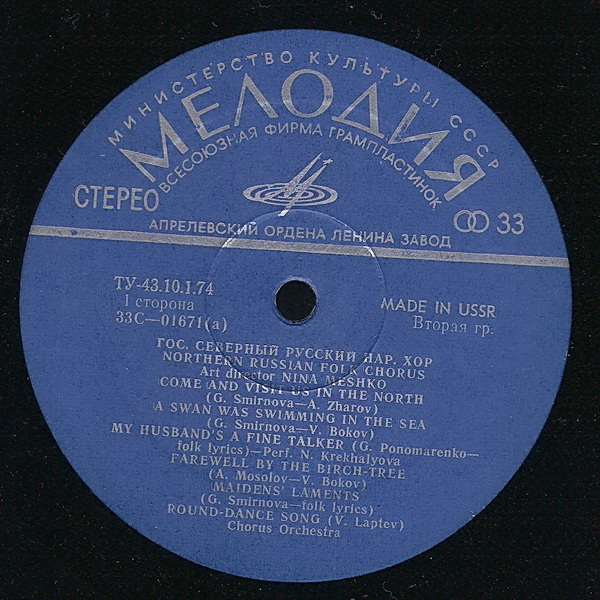 МИНИСТЕРСТВО КУЛЬТУРЫ СССР
МЕЛОДИЯ
ВСЕСОЮЗНАЯ ФИРМА ГРАМПЛАСТИНОК
СТЕРЕО
33
АПРЕЛЕВСКИЙ ОРДЕНА ЛЕНИНА ЗАВОД
ТУ-43.10.1.74
I сторона
33С—01671(а)
MADE IN USSR
Вторая гр.
ГОС. СЕВЕРНЫЙ РУССКИЙ НАР. ХОР
NORTHERN RUSSIAN FOLK CHORUS
Art director NINA MESHKO
COME AND VISIT US IN THE NORTH
(G. Smirnova—A. Zharov)
A SWAN WAS SWIMMING IN THE SEA
(G. Smirnova—V. Bokov)
MY HUSBAND'S A FINE TALKER (G. Ponomarenko—
folk lyrics)—Perf. N. Krekhalyova
FAREWELL BY THE BIRCH-TREE
(A. Mosolov—V. Bokov)
MAIDENS' LAMENTS
(G. Smirnova—folk lyrics)
ROUND-DANCE SONG (V. Laptev)
Chorus Orchestra